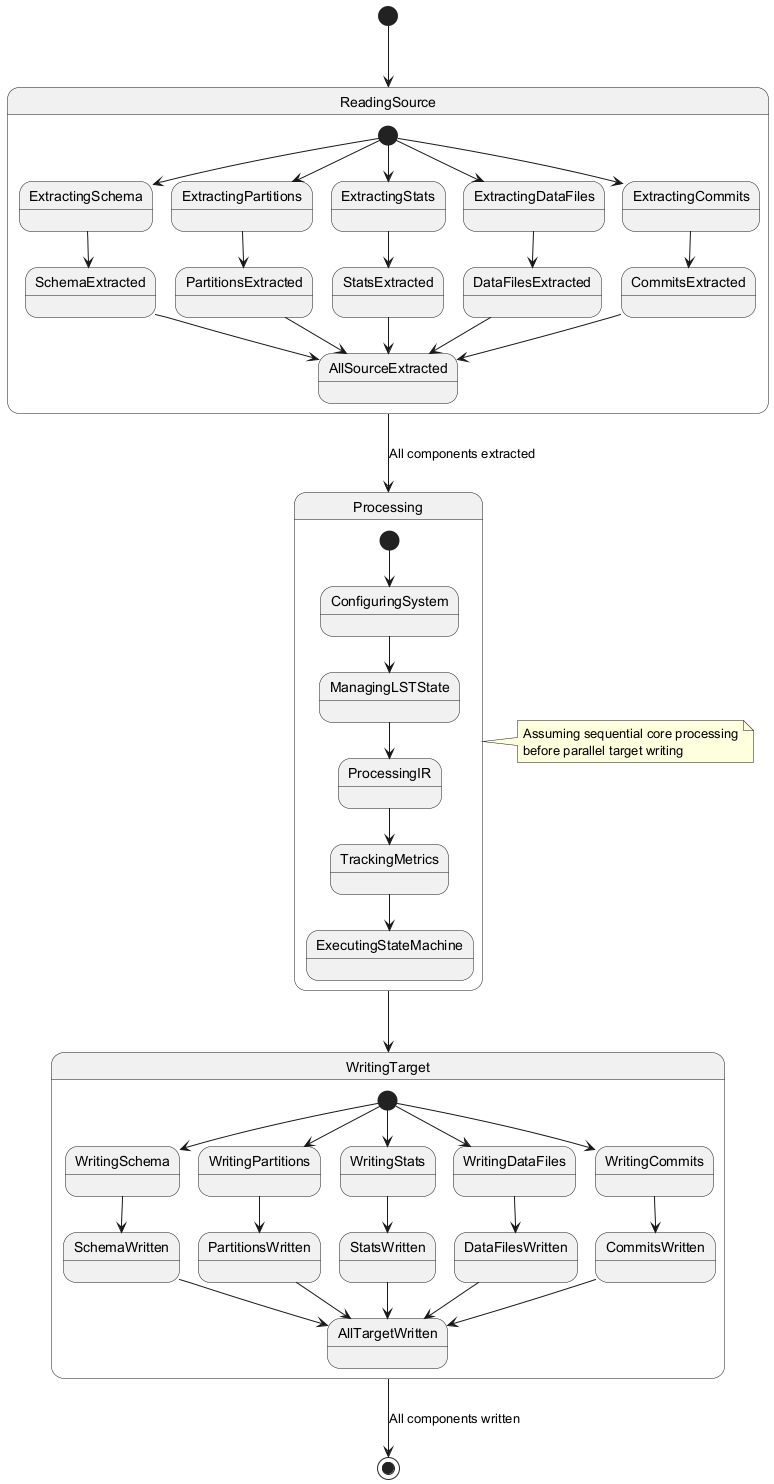 ReadingSource
ExtractingSchema
ExtractingPartitions
ExtractingStats
ExtractingDataFiles
ExtractingCommits
SchemaExtracted
PartitionsExtracted
StatsExtracted
DataFilesExtracted
CommitsExtracted
AllSourceExtracted
All components extracted
Processing
ConfiguringSystem
ManagingLSTState
Assuming sequential core processing
before parallel target writing
ProcessingIR
TrackingMetrics
ExecutingStateMachine
WritingTarget
WritingSchema
WritingPartitions
WritingStats
WritingDataFiles
WritingCommits
SchemaWritten
PartitionsWritten
StatsWritten
DataFilesWritten
CommitsWritten
AllTargetWritten
All components written